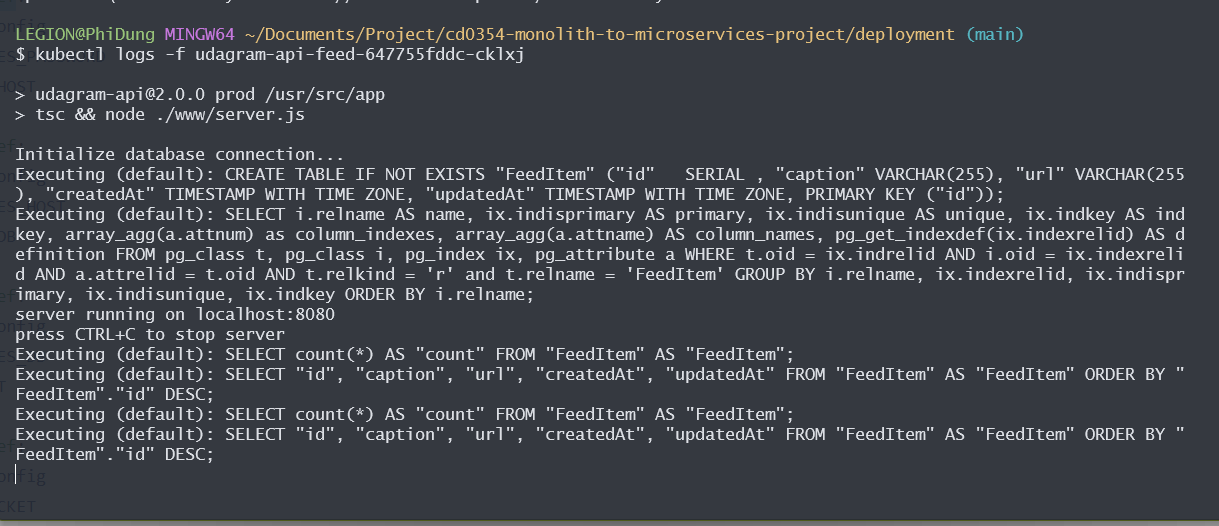 LEGION@PhiDung MINGW64 ~/Documents/Project/cd0354-monolith-to-microservices-project/deployment (main)
$ kubectl logs -f udagram-api-feed-647755fddc-cklxj
> udagram-api@2.0.0 prod /usr/src/app
> tsc && node ./www/server.js
Initialize database connection...
Executing (default): CREATE TABLE IF NOT EXISTS "FeedItem" ("id"   SERIAL , "caption" VARCHAR(255), "url" VARCHAR(255
),  "createdAt" TIMESTAMP WITH TIME ZONE, "updatedAt" TIMESTAMP WITH TIME ZONE, PRIMARY KEY ("id"));
Executing (default): SELECT i.relname AS name, ix.indisprimary AS primary, ix.indisunique AS unique, ix.indkey AS ind
key, array_agg(a.attnum) as column_indexes, array_agg(a.attname) AS column_names, pg_get_indexdef(ix.indexrelid) AS d
efinition FROM pg_class t, pg_class i, pg_index ix, pg_attribute a WHERE t.oid = ix.indrelid AND i.oid = ix.indexreli
d AND a.attrelid = t.oid AND t.relkind = 'r' and t.relname = 'FeedItem' GROUP BY i.relname, ix.indexrelid, ix.indispr
imary, ix.indisunique, ix.indkey ORDER BY i.relname;
server running on localhost:8080
press CTRL+C to stop server
Executing (default): SELECT count(*) AS "count" FROM "FeedItem" AS "FeedItem";
Executing (default): SELECT "id", "caption", "url", "createdAt", "updatedAt" FROM "FeedItem" AS "FeedItem" ORDER BY "
FeedItem"."id" DESC;
Executing (default): SELECT count(*) AS "count" FROM "FeedItem" AS "FeedItem";
Executing (default): SELECT "id", "caption", "url", "createdAt", "updatedAt" FROM "FeedItem" AS "FeedItem" ORDER BY "
FeedItem"."id" DESC;